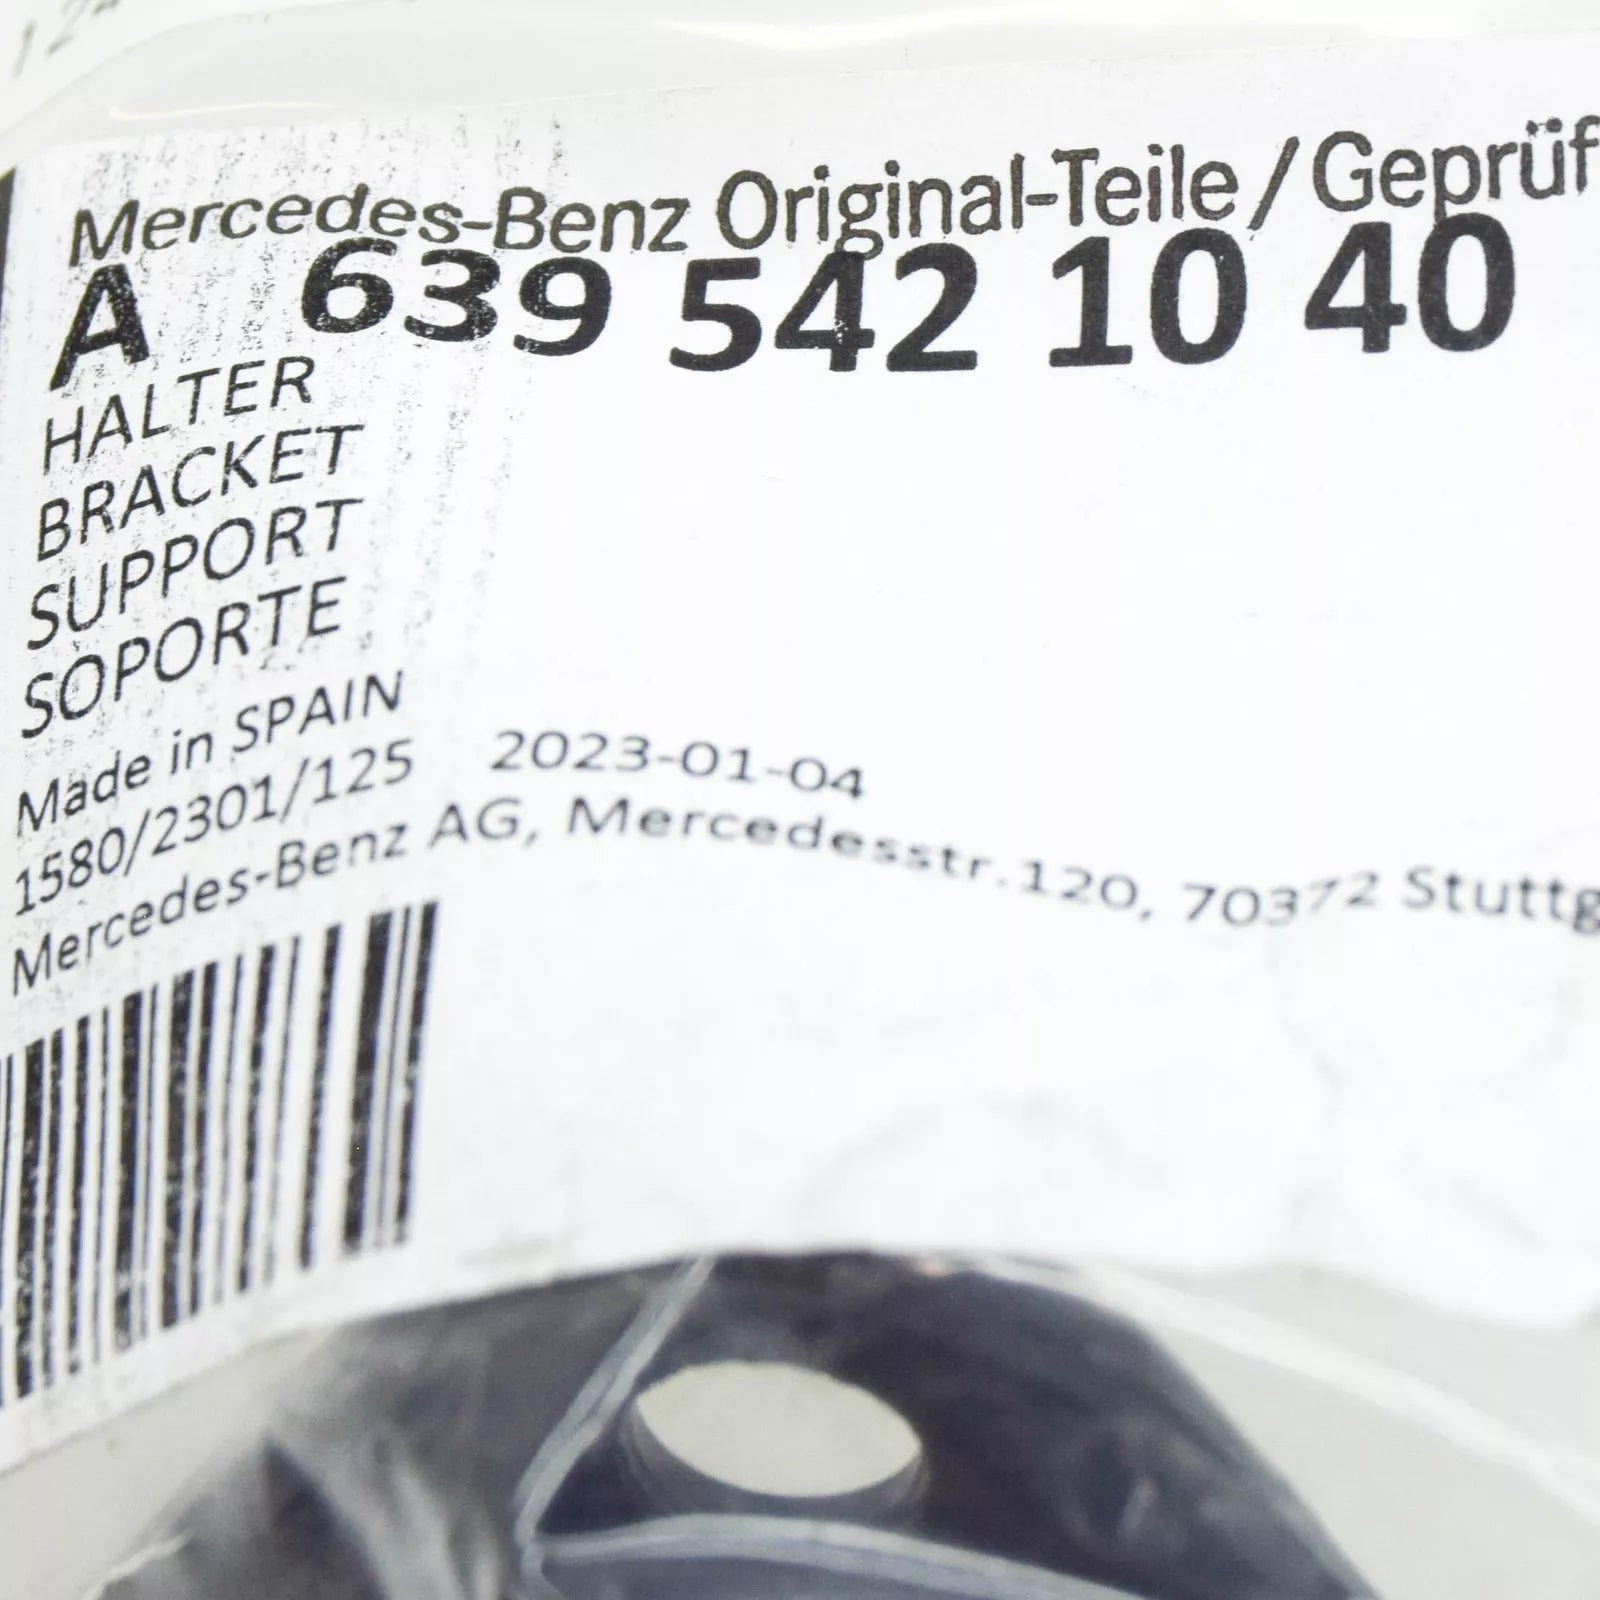 12
Mercedes-Benz Original-Teile / Geprüf
A 639 542 10 40
HALTER
BRACKET
SUPPORT
SOPORTE
Made in SPAIN
1580/2301/125 2023-01-04
Mercedes-Benz AG, Mercedesstr.120, 70372 Stuttg